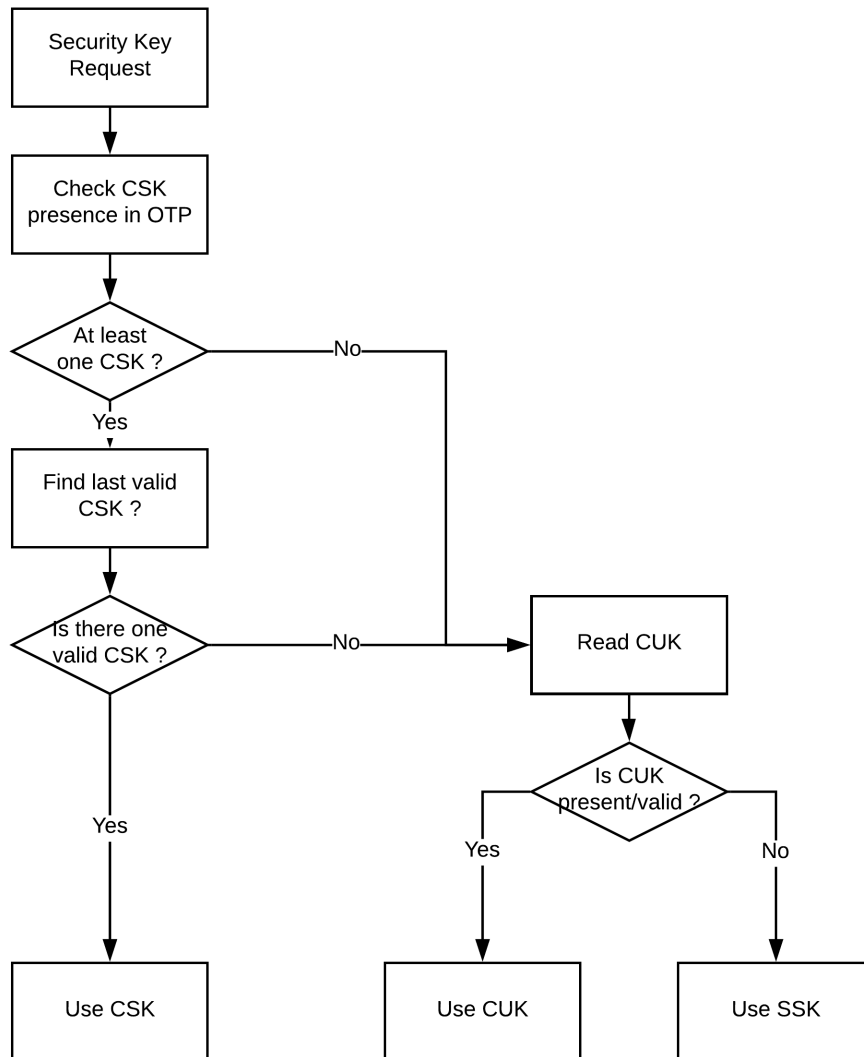 Security Key
Request
Check CSK
presence in OTP
At least
one CSK ?
No
Yes
Find last valid
CSK ?
Is there one
valid CSK ?
No
Read CUK
Is CUK
present/valid ?
Yes
Yes
No
Use CSK
Use CUK
Use SSK